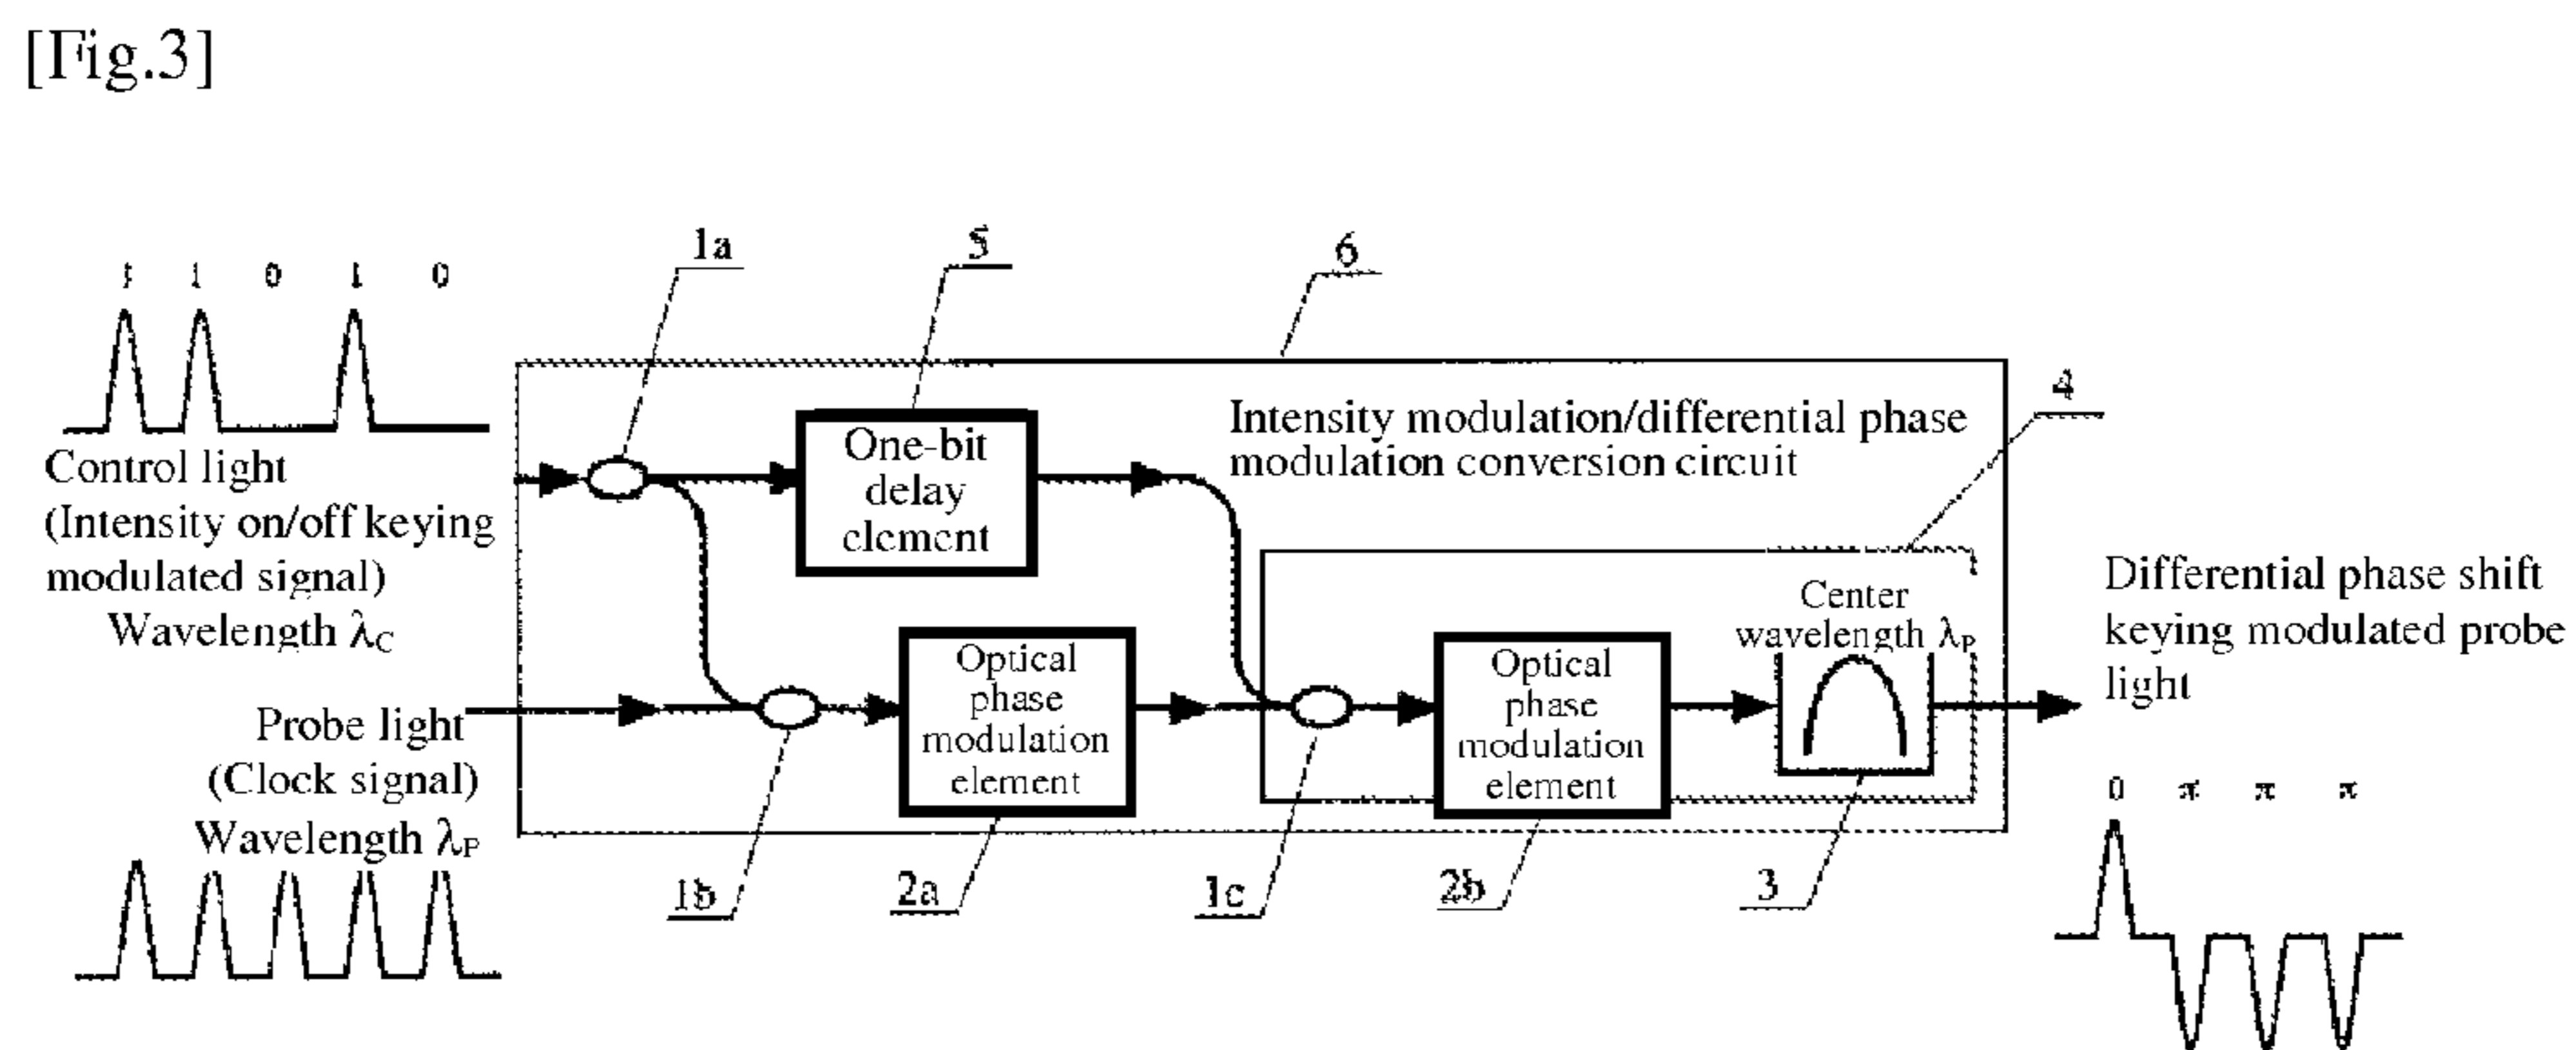 [Fig.3]
1a
5
6
4
1 1 0 1 0
Control light
(Intensity on/off keying
modulated signal)
Wavelength λC
One-bit
delay
element
Intensity modulation/differential phase
modulation conversion circuit
Probe light
(Clock signal)
Wavelength λP
Optical
phase
modulation
element
Optical
phase
modulation
element
Center
wavelength λP
Differential phase shift
keying modulated probe
light
0 π π π
1b
2a
1c
2b
3